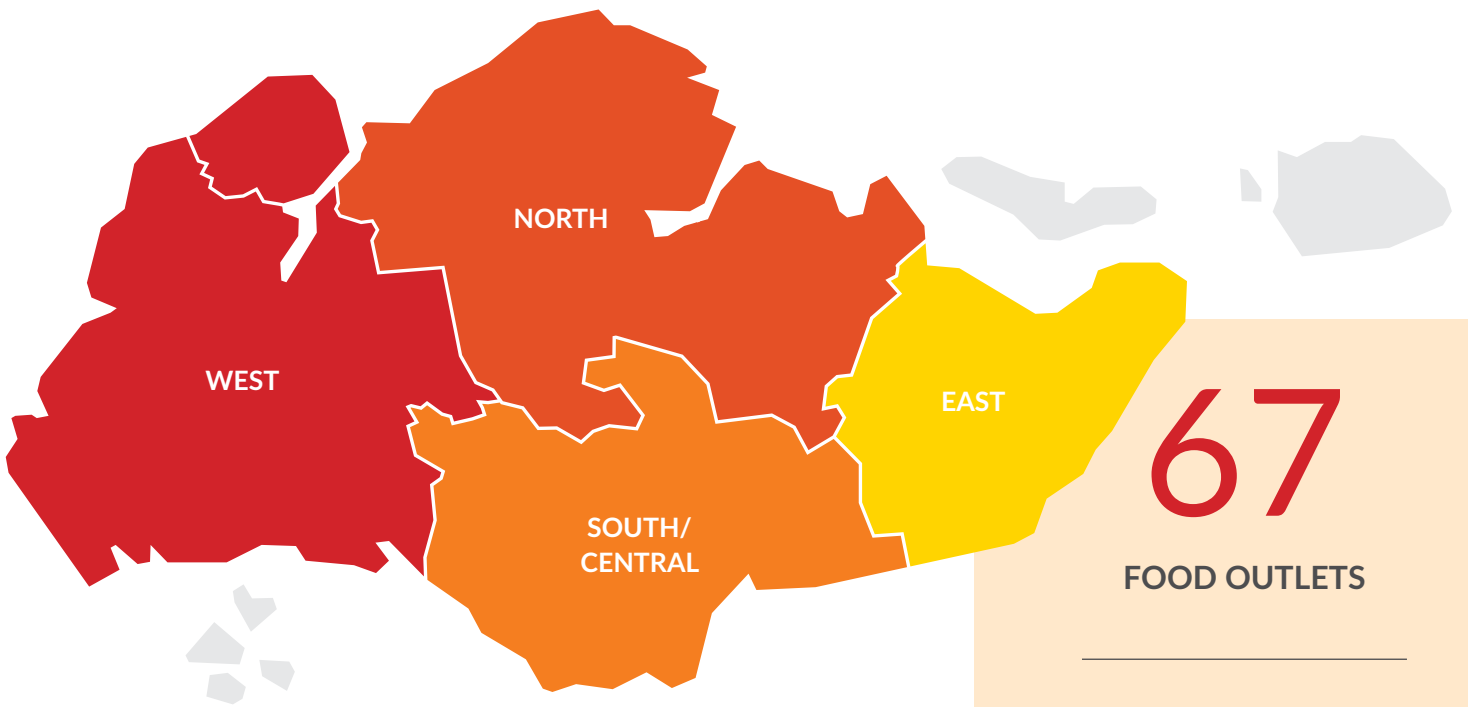 NORTH
WEST
EAST
SOUTH/
CENTRAL
67
FOOD OUTLETS